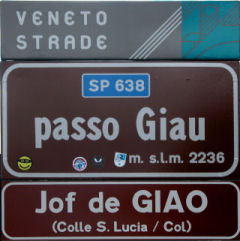 VENETO
STRADE
SP 638
passo Giau
m. s.l.m. 2236
Jof de GIAO
(Colle S. Lucia / Col)